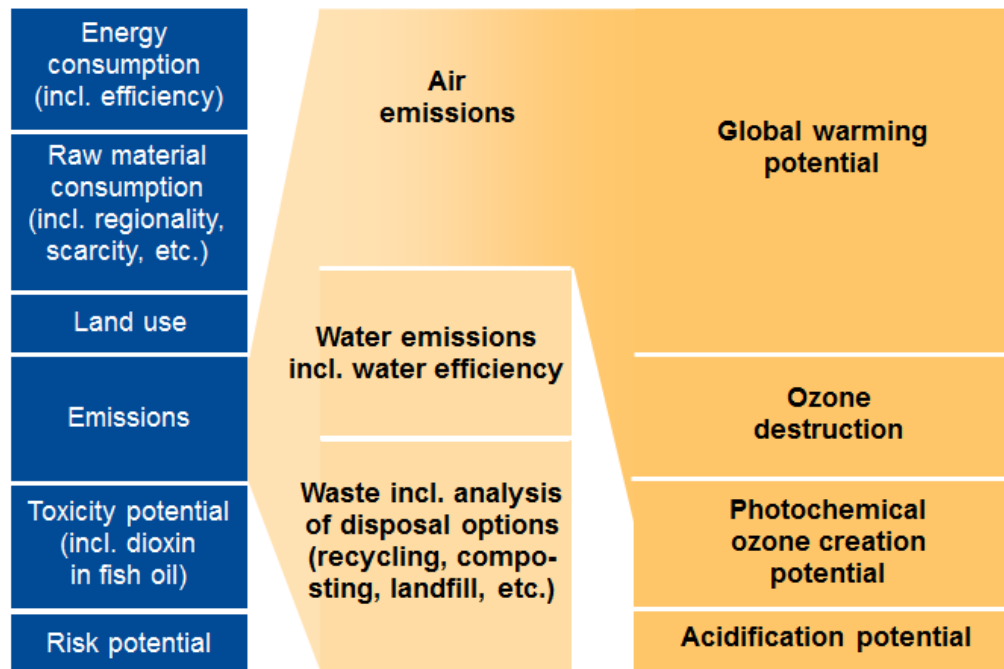 Energy
consumption
(incl. efficiency)
Raw material
consumption
(incl. regionality,
scarcity, etc.)
Land use
Emissions
Toxicity potential
(incl. dioxin
in fish oil)
Risk potential
Air
emissions
Water emissions
incl. water efficiency
Waste incl. analysis
of disposal options
(recycling, compo-
sting, landfill, etc.)
Global warming
potential
Ozone
destruction
Photochemical
ozone creation
potential
Acidification potential